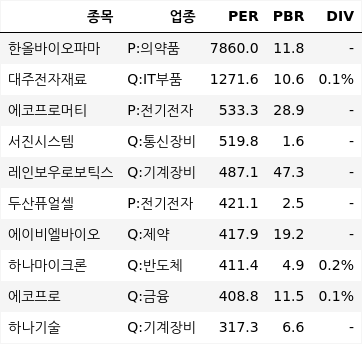 종목 업종 PER PBR DIV
한올바이오파마 P:의약품 7860.0 11.8 -
대주전자재료 Q:IT부품 1271.6 10.6 0.1%
에코프로머티 P:전기전자 533.3 28.9 -
서진시스템 Q:통신장비 519.8 1.6 -
레인보우로보틱스 Q:기계장비 487.1 47.3 -
두산퓨얼셀 P:전기전자 421.1 2.5 -
에이비엘바이오 Q:제약 417.9 19.2 -
하나마이크론 Q:반도체 411.4 4.9 0.2%
에코프로 Q:금융 408.8 11.5 0.1%
하나기술 Q:기계장비 317.3 6.6 -